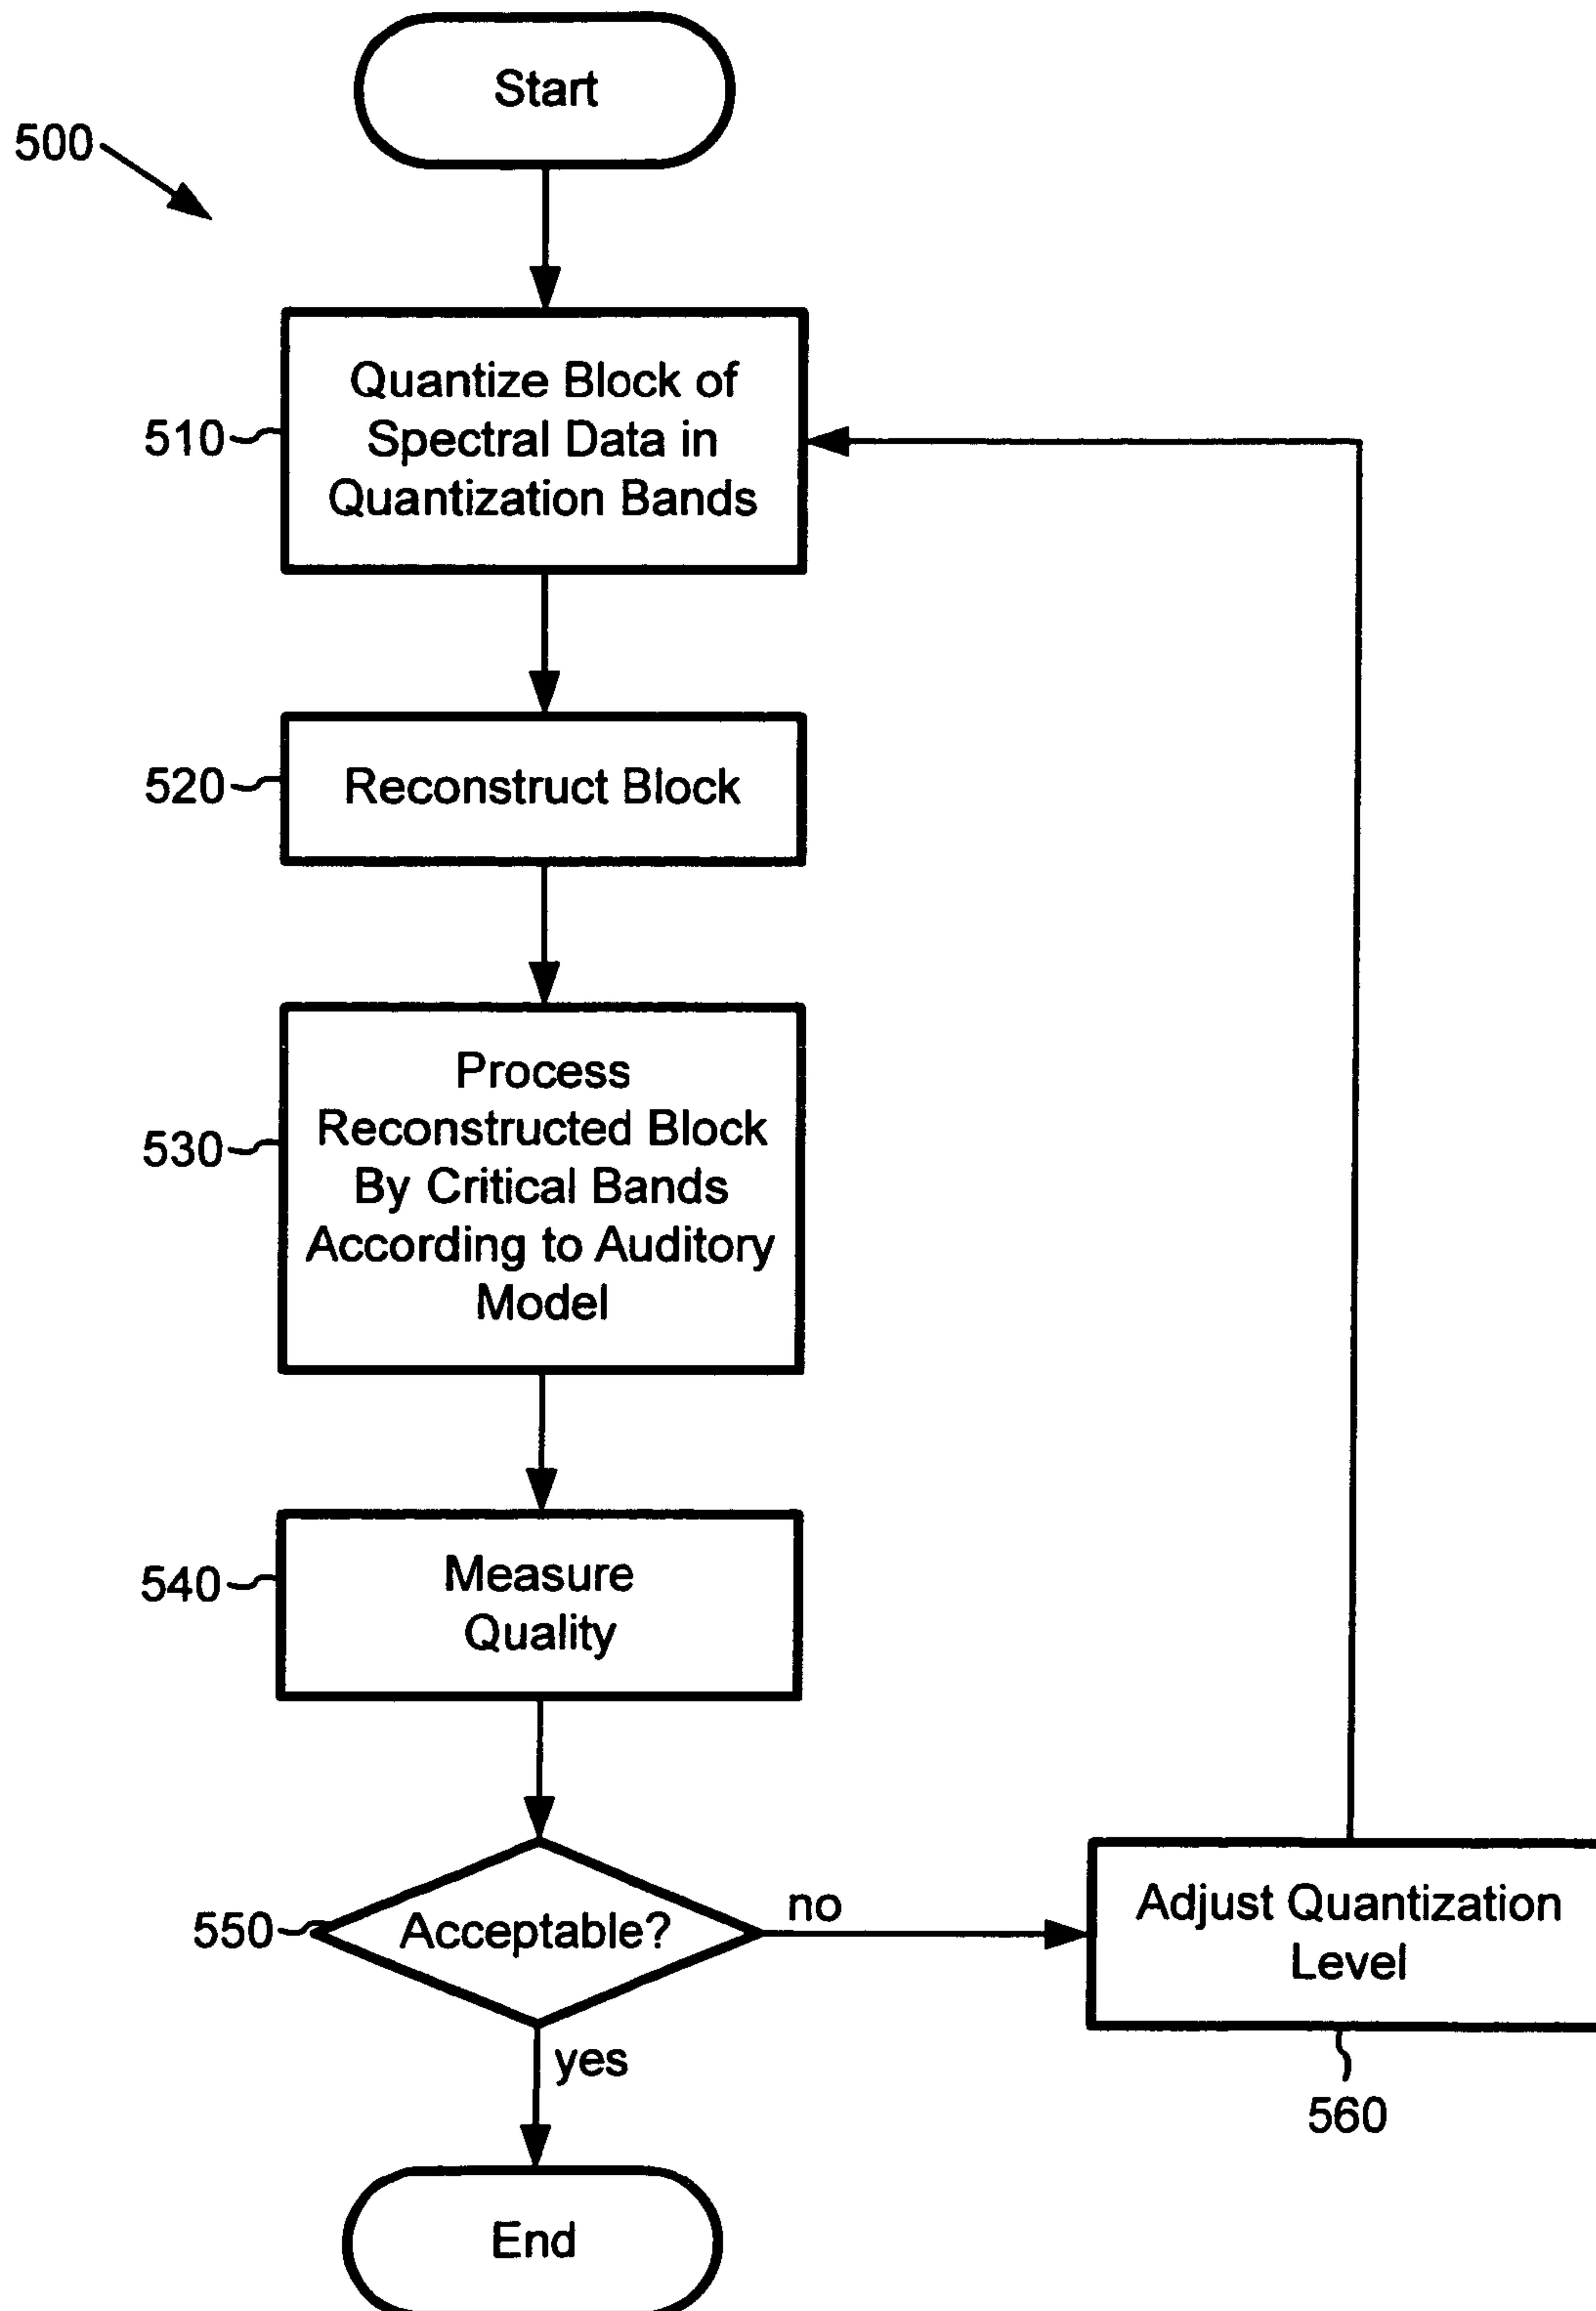 Start
500
Quantize Block of
Spectral Data in
Quantization Bands
510
Reconstruct Block
520
Process
Reconstructed Block
By Critical Bands
According to Auditory
Model
530
Measure
Quality
540
Acceptable?
550
no
Adjust Quantization
Level
560
yes
End